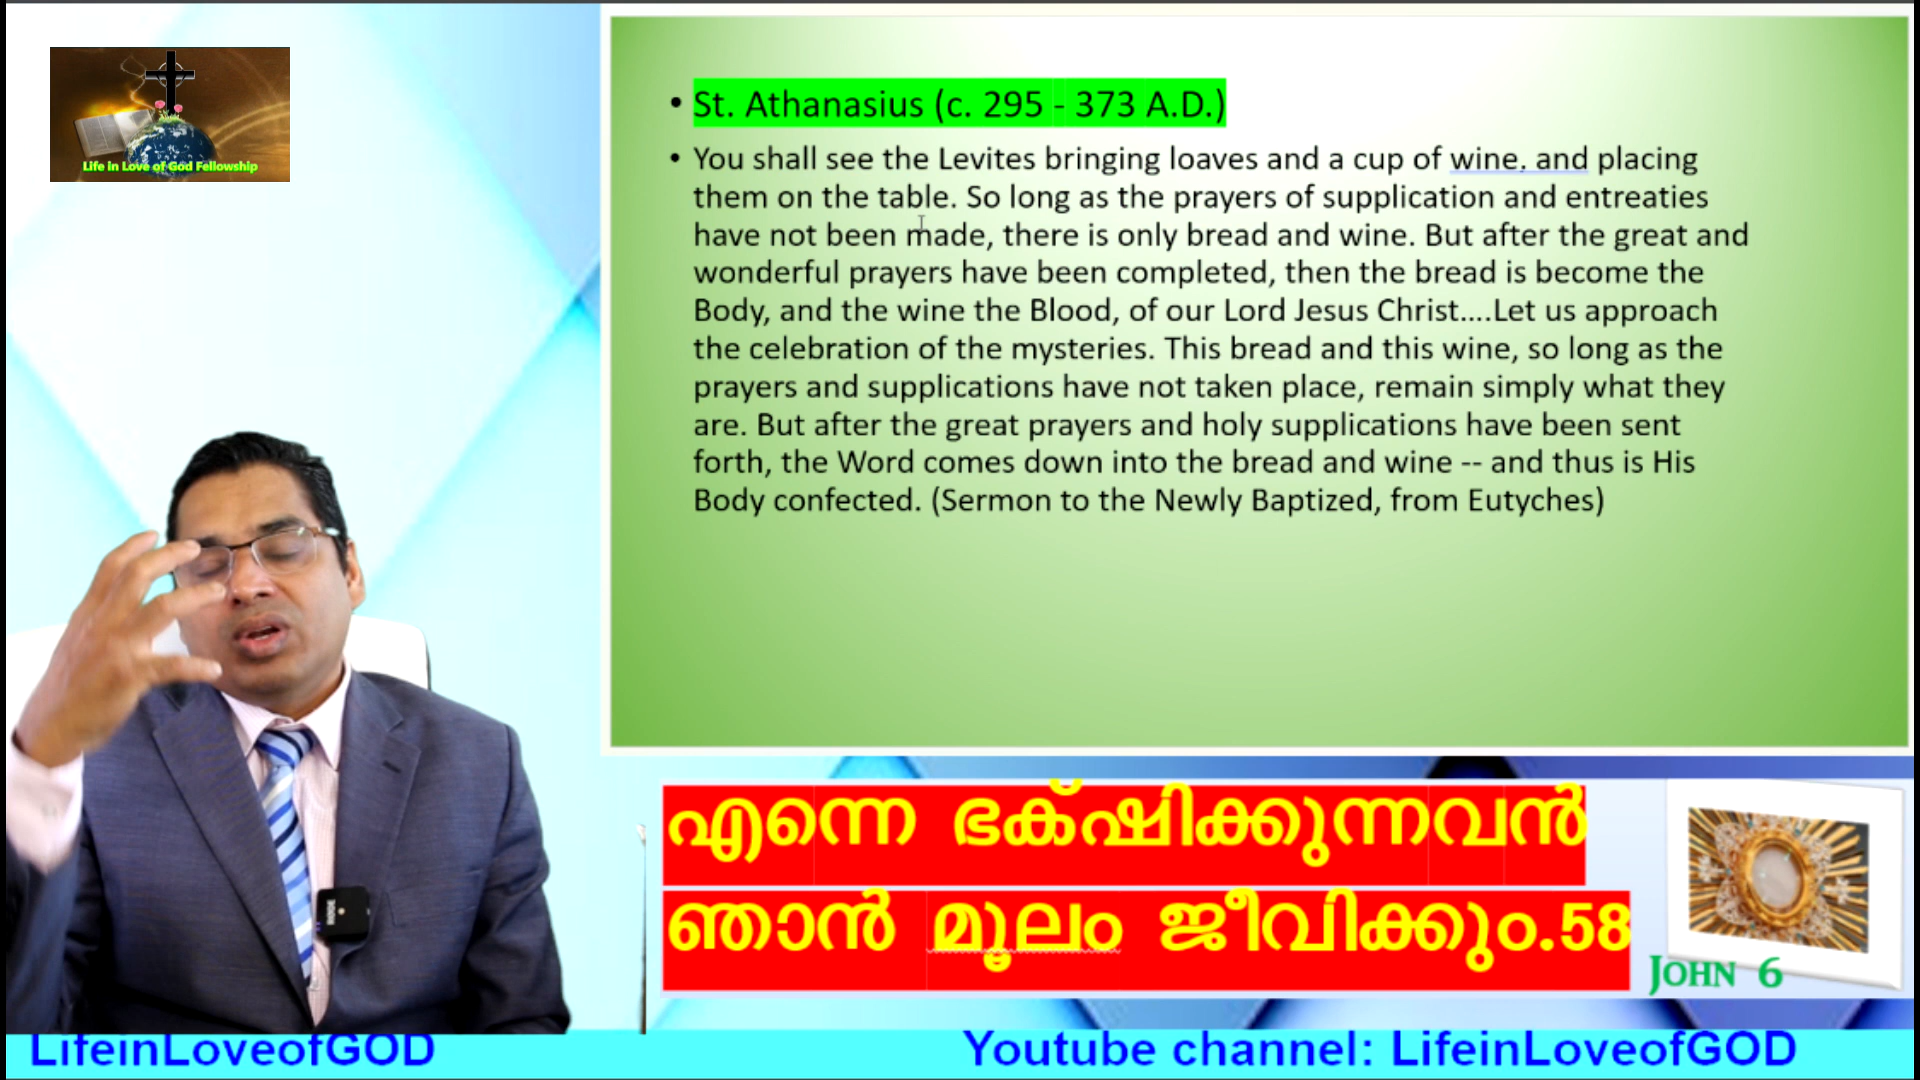 Life in Love of God Fellowship
• St. Athanasius (c. 295 - 373 A.D.)
• You shall see the Levites bringing loaves and a cup of wine, and placing
them on the table. So long as the prayers of supplication and entreaties
have not been made, there is only bread and wine. But after the great and
wonderful prayers have been completed, then the bread is become the
Body, and the wine the Blood, of our Lord Jesus Christ....Let us approach
the celebration of the mysteries. This bread and this wine, so long as the
prayers and supplications have not taken place, remain simply what they
are. But after the great prayers and holy supplications have been sent
forth, the Word comes down into the bread and wine -- and thus is His
Body confected. (Sermon to the Newly Baptized, from Eutyches)
എന്നെ ഭക്ഷിക്കുന്നവൻ
ഞാൻ മൂലം ജീവിക്കും.58
JOHN 6
RODE
LifeinLoveofGOD
Youtube channel: LifeinLoveofGOD